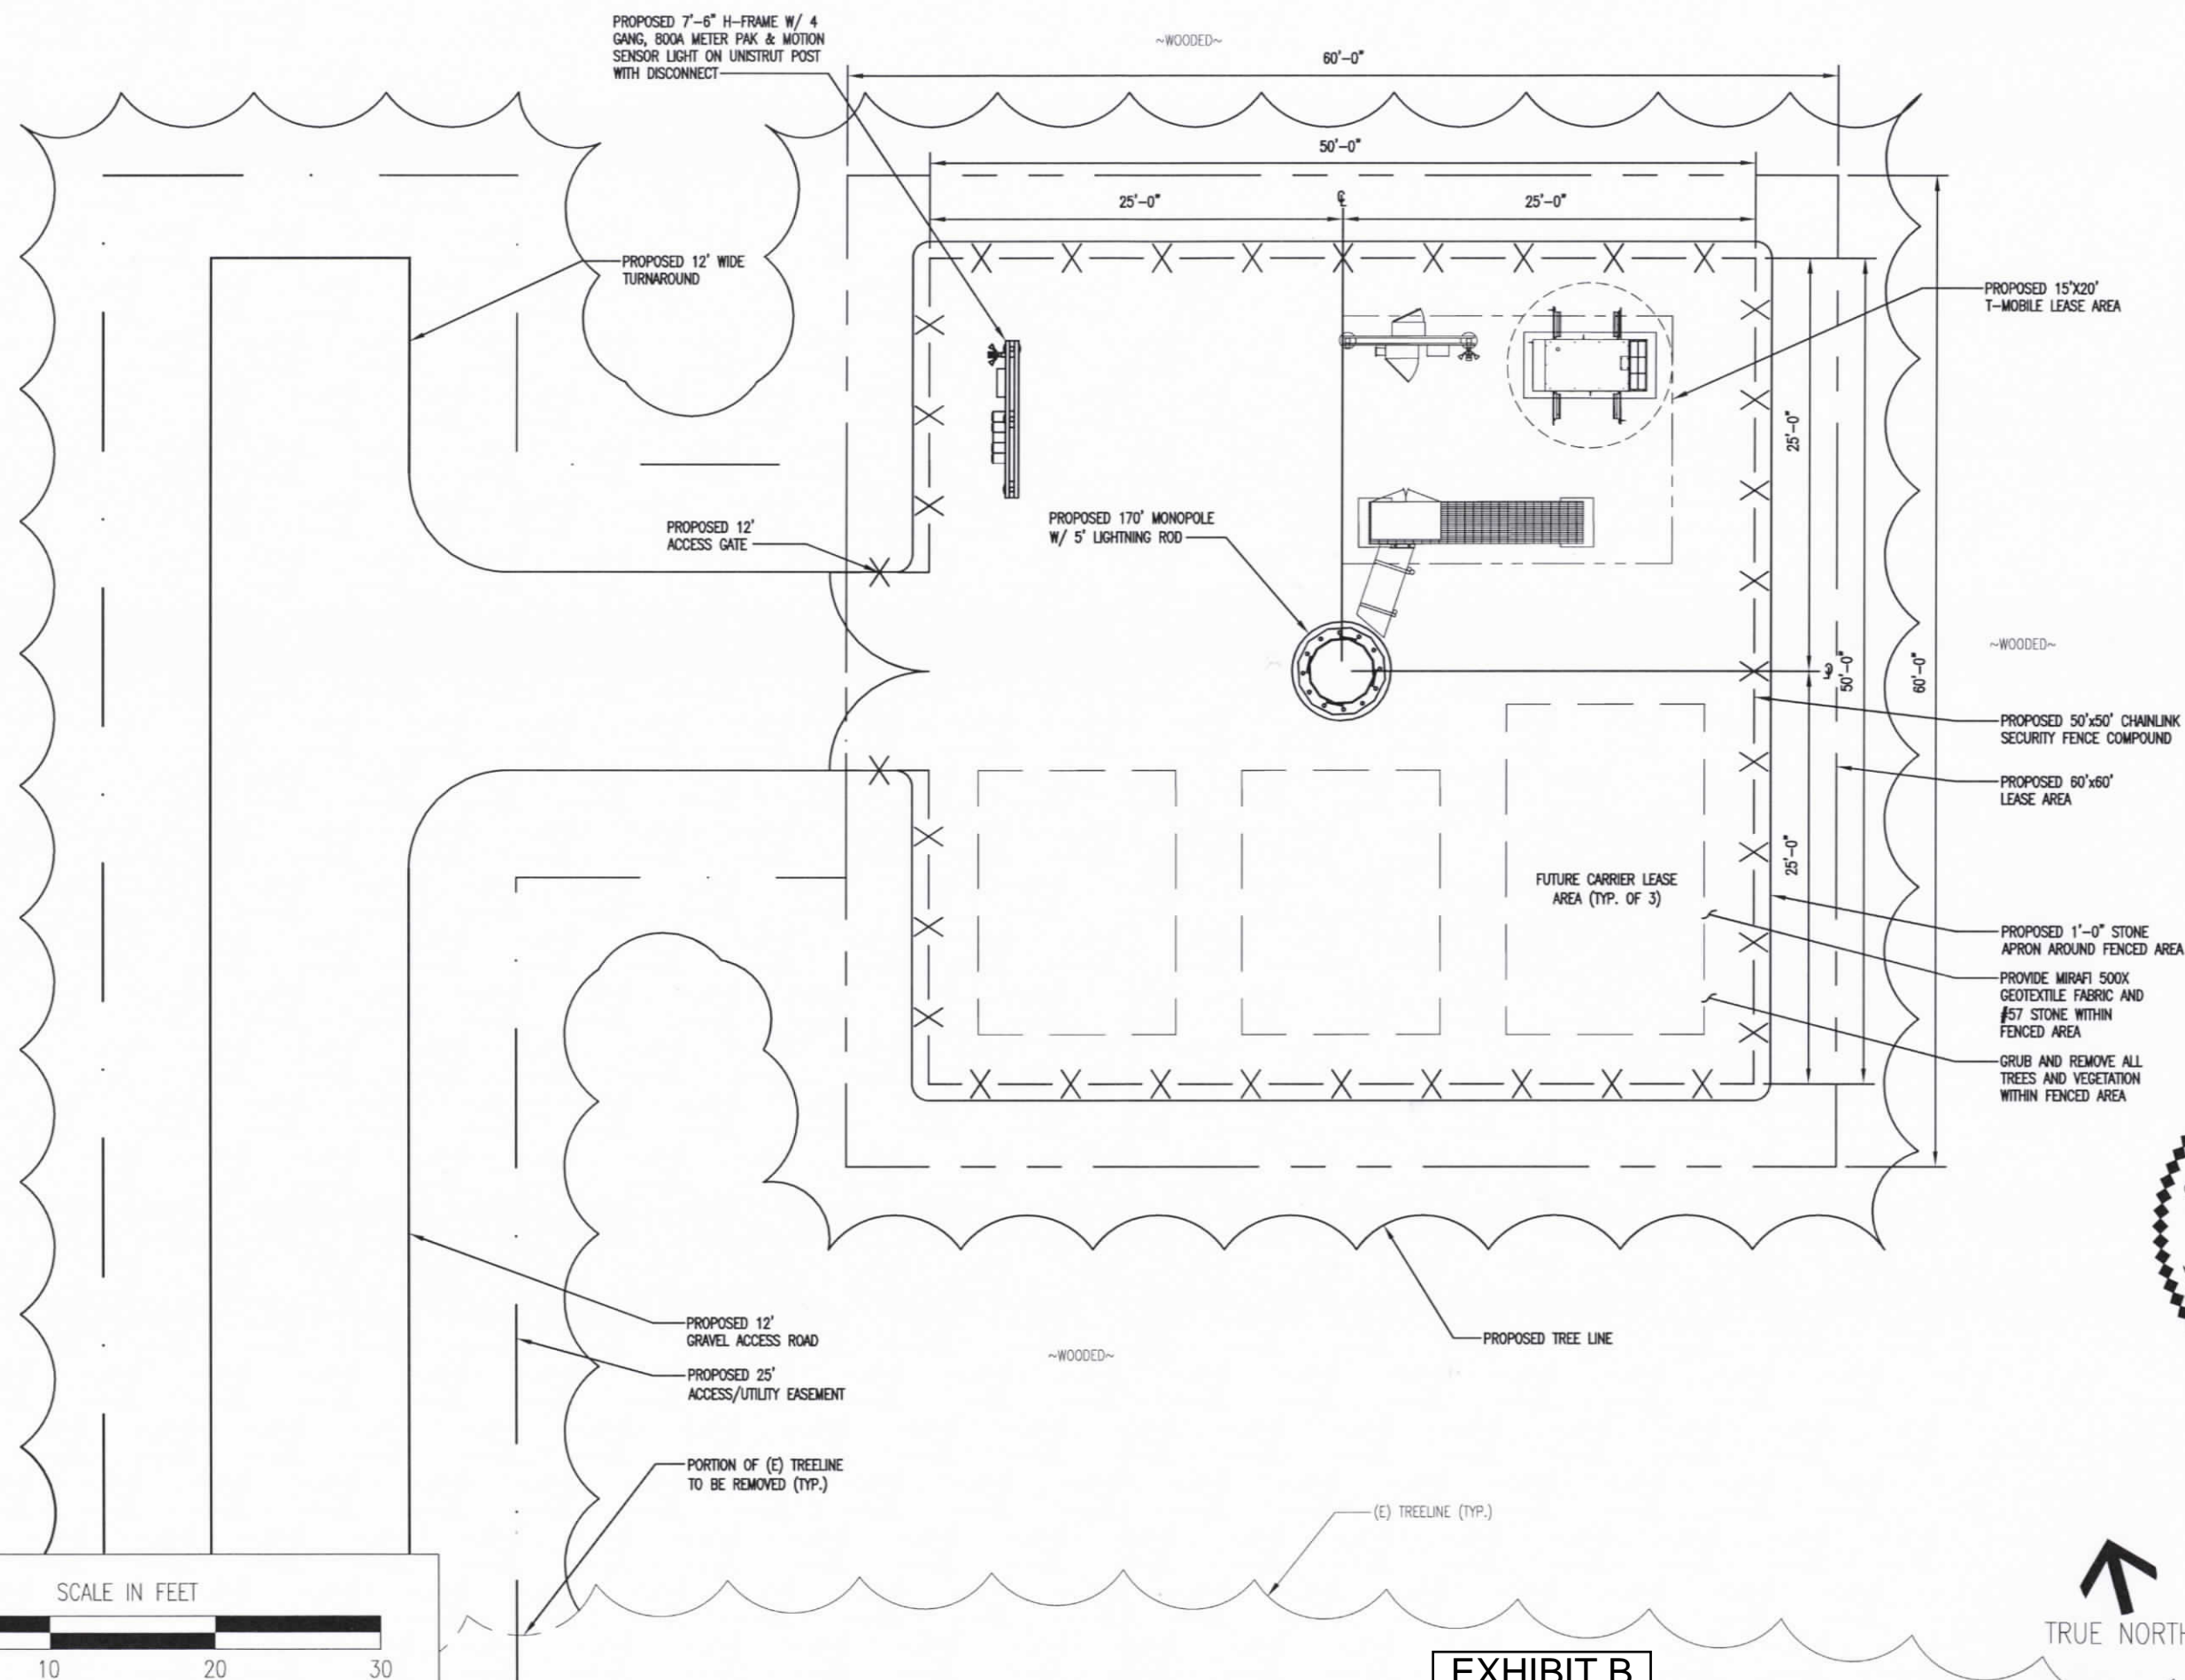 PROPOSED 7'-6" H-FRAME W/ 4
GANG, 800A METER PAK & MOTION
SENSOR LIGHT ON UNISTRUT POST
WITH DISCONNECT
~WOODED~
60'-0"
50'-0"
25'-0"
℄
25'-0"
PROPOSED 12' WIDE
TURNAROUND
PROPOSED 15'X20'
T-MOBILE LEASE AREA
25'-0"
PROPOSED 12'
ACCESS GATE
PROPOSED 170' MONOPOLE
W/ 5' LIGHTNING ROD
~WOODED~
℄
50'-0"
60'-0"
PROPOSED 50'x50' CHAINLINK
SECURITY FENCE COMPOUND
PROPOSED 60'x60'
LEASE AREA
25'-0"
FUTURE CARRIER LEASE
AREA (TYP. OF 3)
PROPOSED 1'-0" STONE
APRON AROUND FENCED AREA
PROVIDE MIRAFI 500X
GEOTEXTILE FABRIC AND
#57 STONE WITHIN
FENCED AREA
GRUB AND REMOVE ALL
TREES AND VEGETATION
WITHIN FENCED AREA
PROPOSED 12'
GRAVEL ACCESS ROAD
PROPOSED TREE LINE
~WOODED~
PROPOSED 25'
ACCESS/UTILITY EASEMENT
PORTION OF (E) TREELINE
TO BE REMOVED (TYP.)
(E) TREELINE (TYP.)
SCALE IN FEET
10 20 30
TRUE NORTH
EXHIBIT B